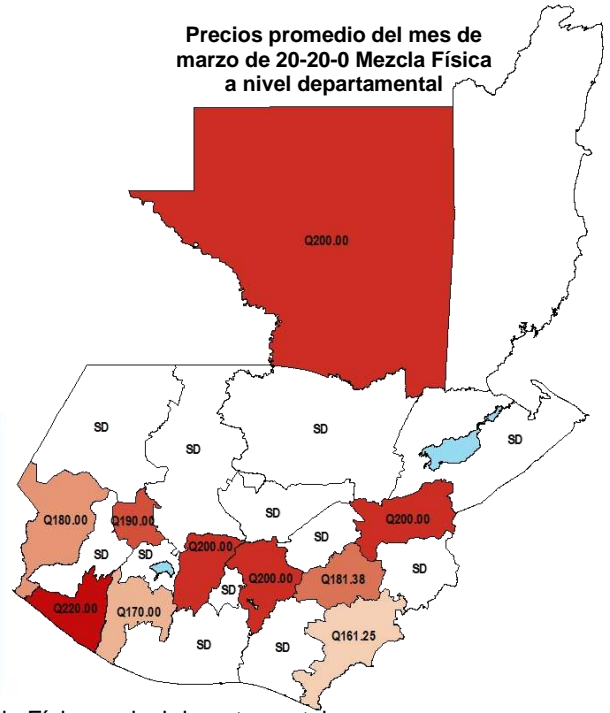 Precios promedio del mes de
marzo de 20-20-0 Mezcla Física
a nivel departamental
Q200.00
SD
SD
SD
SD
Q180.00
Q190.00
SD
Q200.00
SD
SD
Q200.00
SD
SD
Q200.00
Q181.38
SD
Q220.00
Q170.00
SD
SD
SD
Q161.25